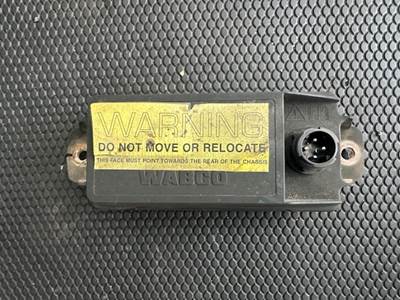 WARNING
DO NOT MOVE OR RELOCATE
THIS FACE MUST POINT TOWARDS THE REAR OF THE CHASSIS
WABCO